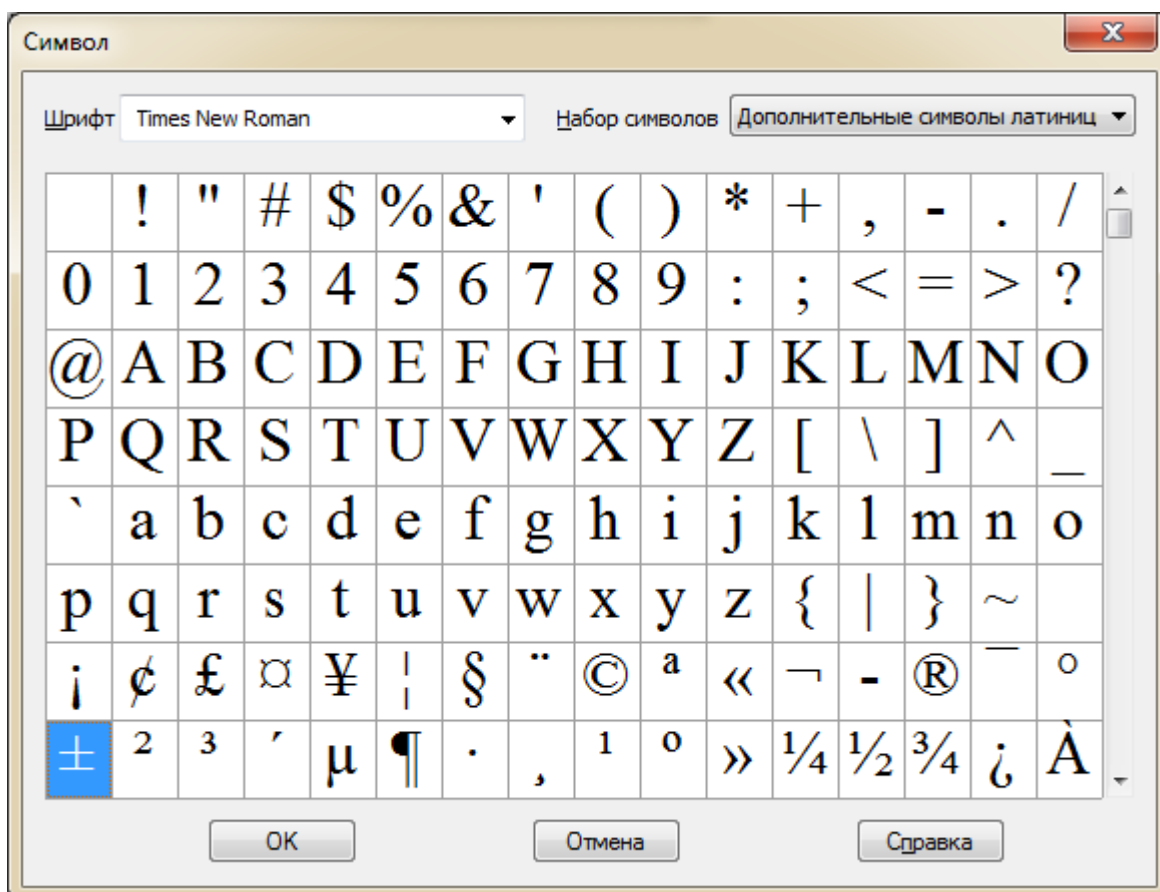 Символ
Шрифт Times New Roman Набор символов Дополнительные символы латиниц
! " # $ % & ' ( ) * + , - . /
0 1 2 3 4 5 6 7 8 9 : ; < = > ?
@ A B C D E F G H I J K L M N O
P Q R S T U V W X Y Z [ \ ] ^ _
` a b c d e f g h i j k l m n o
p q r s t u v w x y z { | } ~
¡ ¢ £ ¤ ¥ ¦ § ¨ © ª « ¬ - ® ¯ °
± ² ³ ´ µ ¶ · ¸ ¹ º » ¼ ½ ¾ ¿ À
OK Отмена Справка